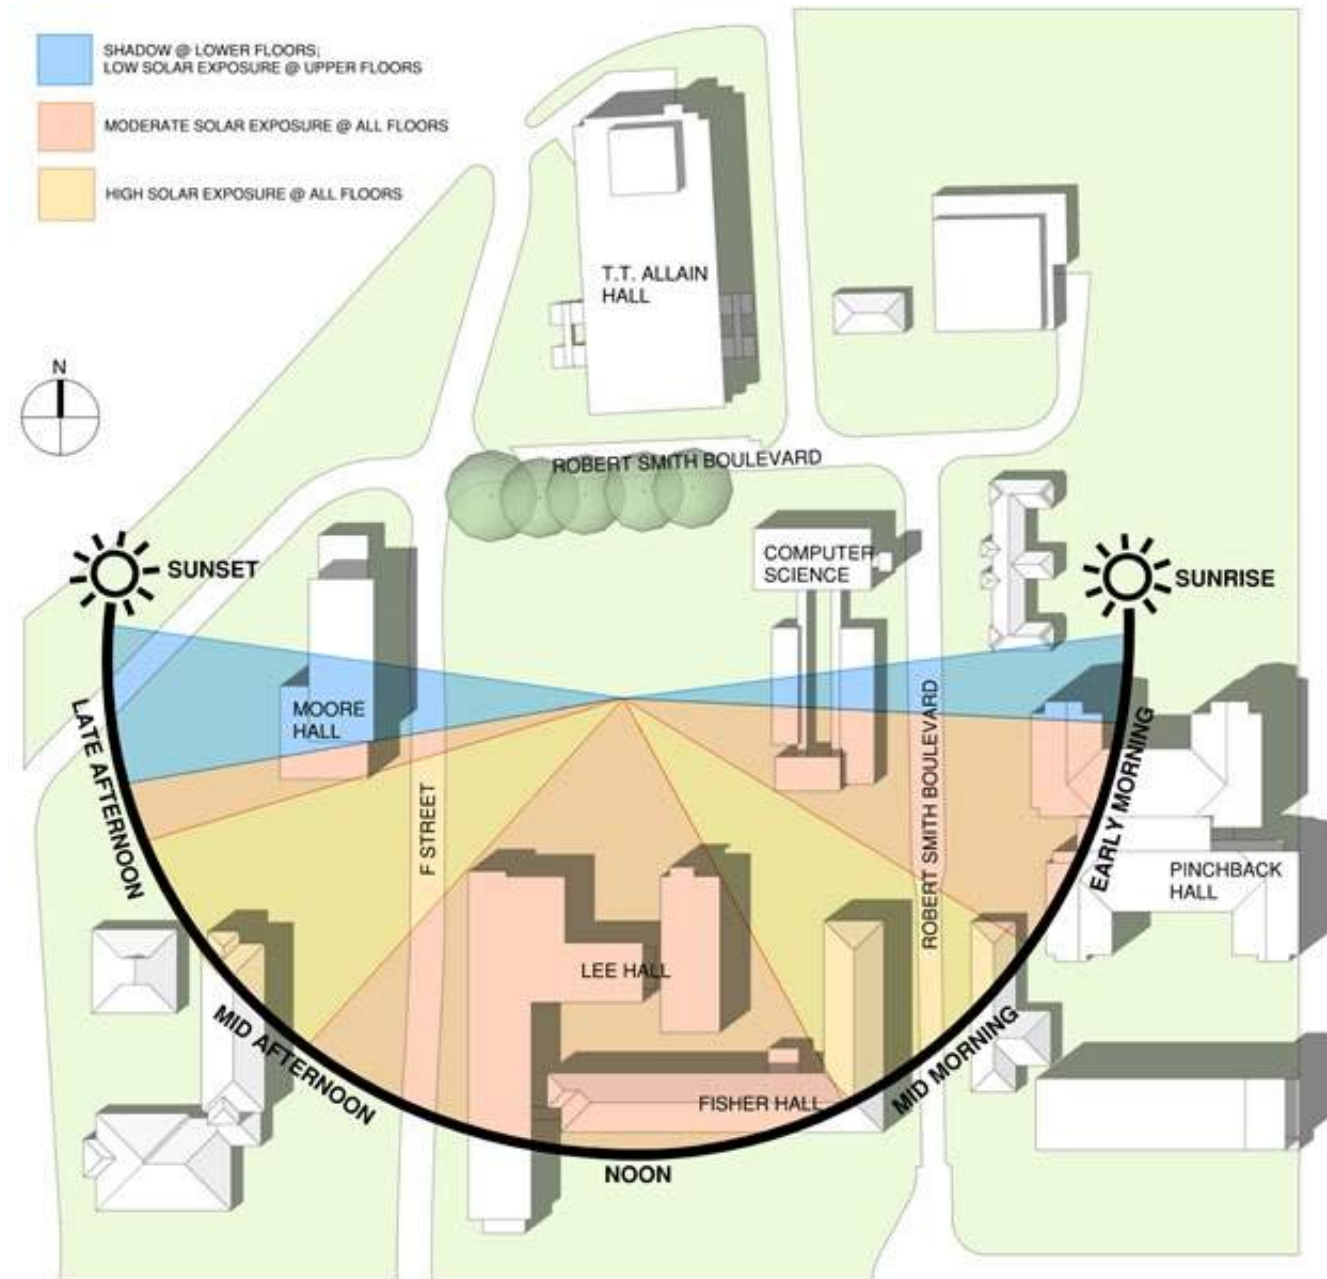 SHADOW @ LOWER FLOORS;
LOW SOLAR EXPOSURE @ UPPER FLOORS
MODERATE SOLAR EXPOSURE @ ALL FLOORS
HIGH SOLAR EXPOSURE @ ALL FLOORS
T.T. ALLAIN
HALL
N
ROBERT SMITH BOULEVARD
COMPUTER
SCIENCE
SUNSET
SUNRISE
MOORE
HALL
LATE AFTERNOON
F STREET
ROBERT SMITH BOULEVARD
EARLY MORNING
PINCHBACK
HALL
LEE HALL
MID AFTERNOON
FISHER HALL
MID MORNING
NOON